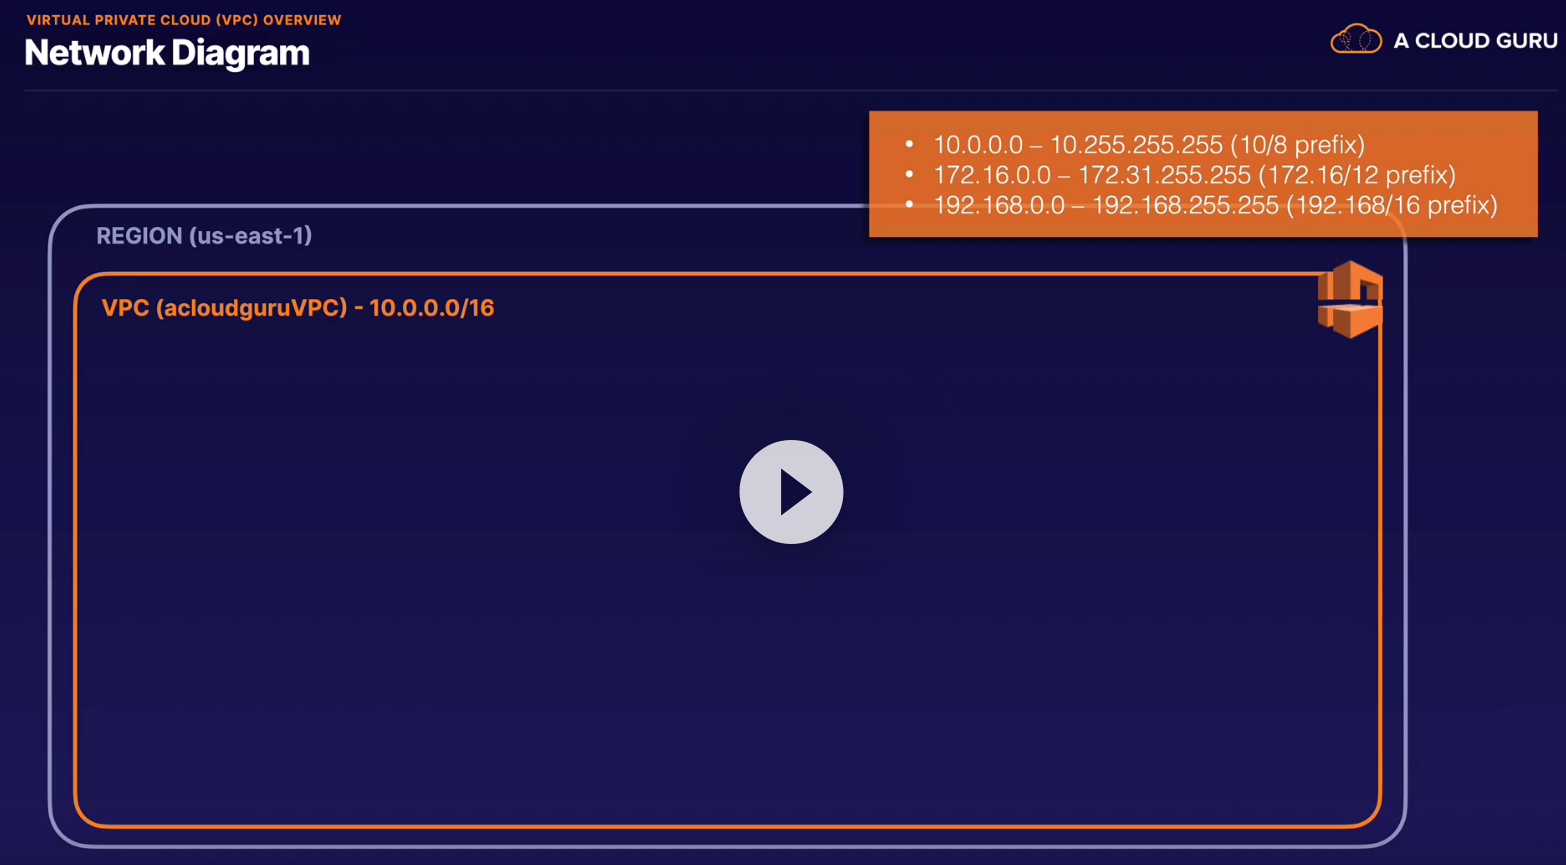 VIRTUAL PRIVATE CLOUD (VPC) OVERVIEW
Network Diagram
A CLOUD GURU
• 10.0.0.0 – 10.255.255.255 (10/8 prefix)
• 172.16.0.0 – 172.31.255.255 (172.16/12 prefix)
• 192.168.0.0 – 192.168.255.255 (192.168/16 prefix)
REGION (us-east-1)
VPC (acloudguruVPC) - 10.0.0.0/16